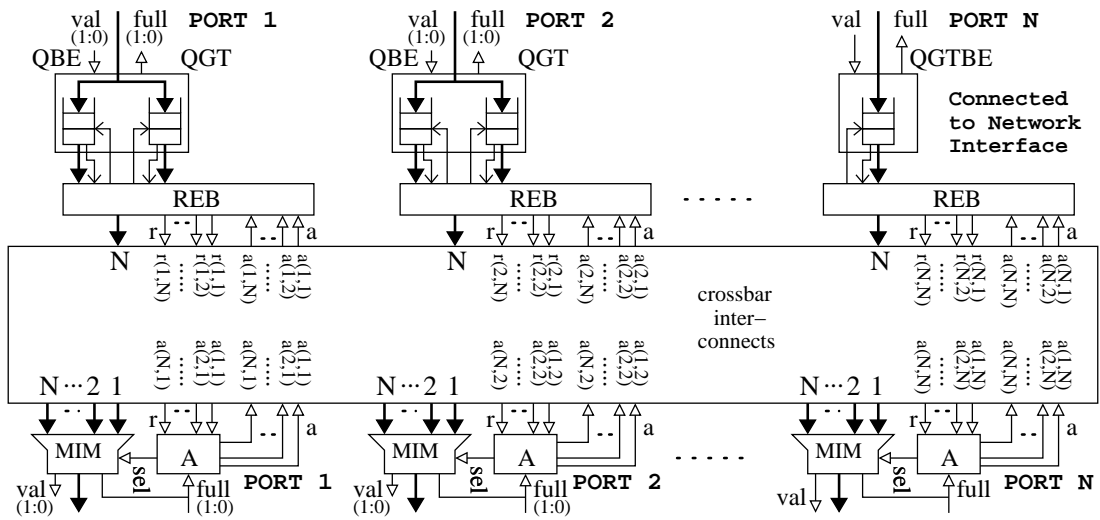 val full PORT 1 val full PORT 2 val full PORT N
(1:0) (1:0) (1:0) (1:0)
QBE QGT QBE QGT QGTBE
Connected
to Network
Interface
REB REB ..... REB
r .. .. a r .. .. a r .. .. a
N N N
r(1,N) ..... r(1,2) r(1,1) a(1,N) ..... a(1,2) a(1,1)
r(2,N) ..... r(2,2) r(2,1) a(2,N) ..... a(2,2) a(2,1)
r(N,N) ..... r(N,2) r(N,1) a(N,N) ..... a(N,2) a(N,1)
crossbar
inter–
connects
a(N,1) ..... a(2,1) a(1,1) a(N,1) ..... a(2,1) a(1,1)
a(N,2) ..... a(2,2) a(1,2) a(N,2) ..... a(2,2) a(1,2)
a(N,N) ..... a(2,N) a(1,N) a(N,N) ..... a(2,N) a(1,N)
N ... 2 1 N ... 2 1 N ... 2 1
r .. .. a r .. .. a r .. .. a
MIM A MIM A ..... MIM A
sel sel sel
val full PORT 1 val full PORT 2 val full PORT N
(1:0) (1:0) (1:0) (1:0)